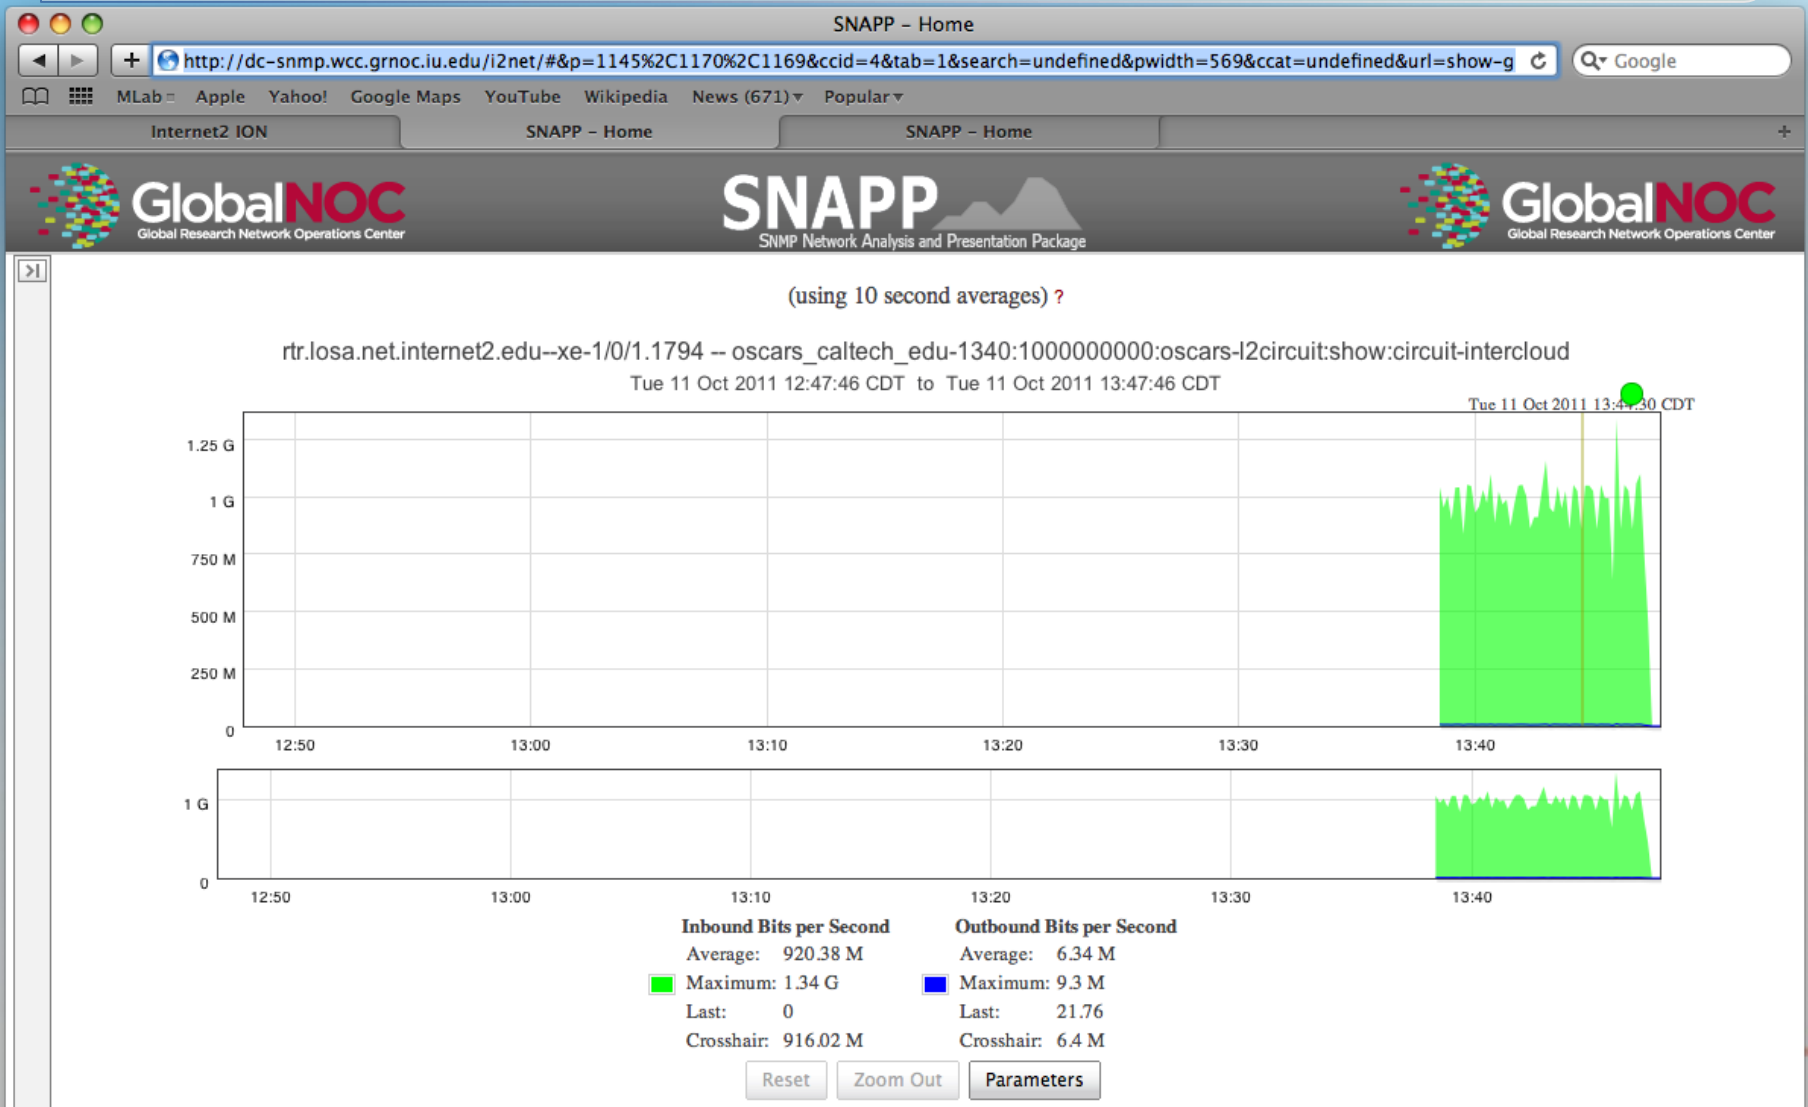 SNAPP – Home
http://dc-snmp.wcc.grnoc.iu.edu/i2net/#&p=1145%2C1170%2C1169&ccid=4&tab=1&search=undefined&pwidth=569&ccat=undefined&url=show-g
Google
MLab Apple Yahoo! Google Maps YouTube Wikipedia News (671) Popular
Internet2 ION SNAPP – Home SNAPP – Home
GlobalNOC
Global Research Network Operations Center
SNAPP
SNMP Network Analysis and Presentation Package
GlobalNOC
Global Research Network Operations Center
(using 10 second averages) ?
rtr.losa.net.internet2.edu--xe-1/0/1.1794 -- oscars_caltech_edu-1340:1000000000:oscars-l2circuit:show:circuit-intercloud
Tue 11 Oct 2011 12:47:46 CDT to Tue 11 Oct 2011 13:47:46 CDT
Tue 11 Oct 2011 13:44:30 CDT
1.25 G
1 G
750 M
500 M
250 M
0
12:50 13:00 13:10 13:20 13:30 13:40
1 G
0
12:50 13:00 13:10 13:20 13:30 13:40
Inbound Bits per Second Outbound Bits per Second
Average: 920.38 M Average: 6.34 M
Maximum: 1.34 G Maximum: 9.3 M
Last: 0 Last: 21.76
Crosshair: 916.02 M Crosshair: 6.4 M
Reset Zoom Out Parameters